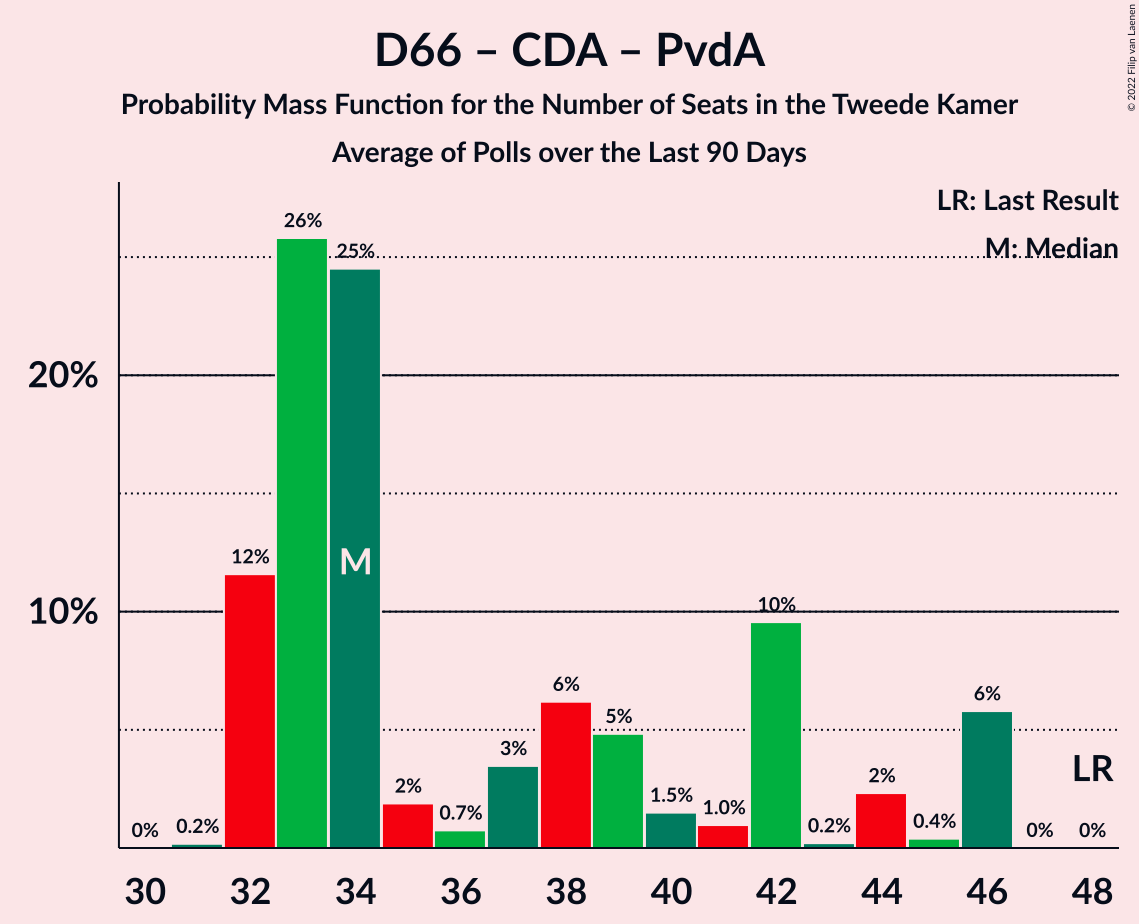 D66 – CDA – PvdA
Probability Mass Function for the Number of Seats in the Tweede Kamer
Average of Polls over the Last 90 Days
© 2022 Filip van Laenen
LR: Last Result
M: Median
20%
10%
0%
0.2%
12%
26%
25%
2%
0.7%
3%
6%
5%
1.5%
1.0%
10%
0.2%
2%
0.4%
6%
0%
0%
M
LR
30 32 34 36 38 40 42 44 46 48